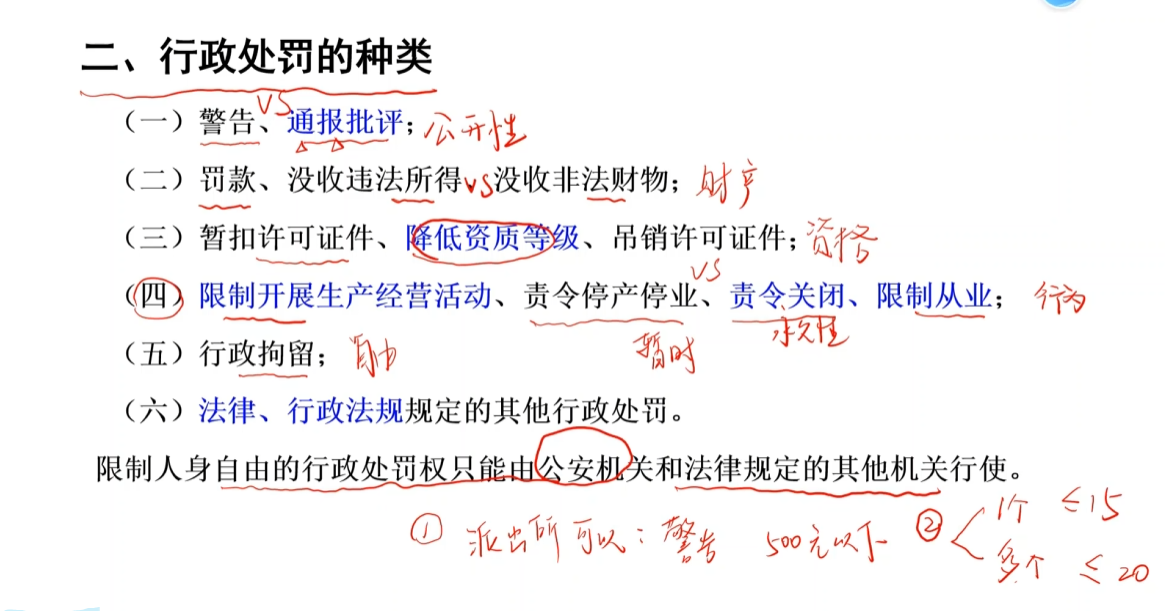 二、行政处罚的种类
VS
（一）警告、通报批评；公开性
（二）罚款、没收违法所得vs没收非法财物；财产
（三）暂扣许可证件、降低资质等级、吊销许可证件；资格
VS
（四）限制开展生产经营活动、责令停产停业、责令关闭、限制从业；行为
暂时 永久性
（五）行政拘留；自由
（六）法律、行政法规规定的其他行政处罚。
限制人身自由的行政处罚权只能由公安机关和法律规定的其他机关行使。
① 派出所可以：警告 500元以下 ② 1个 ≤15
多个 ≤20